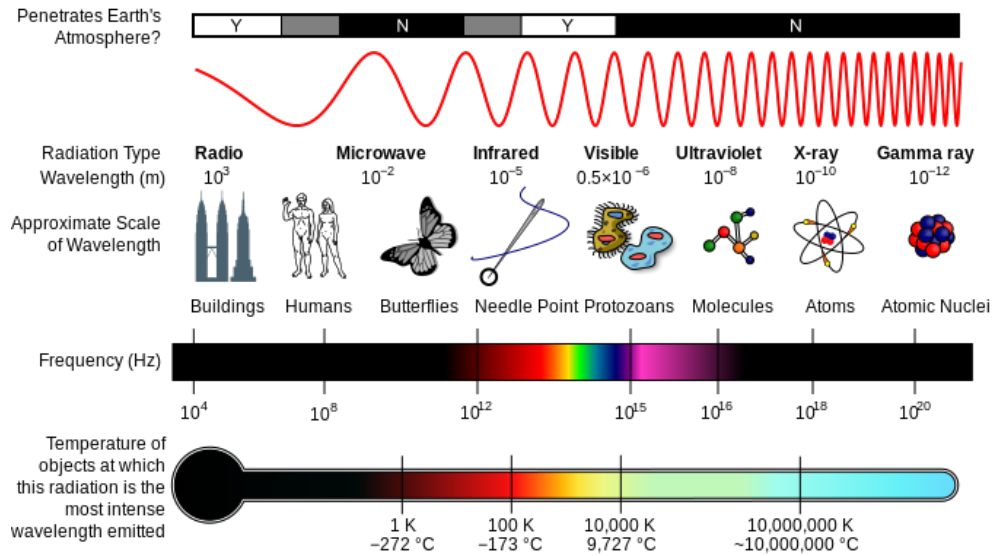 Penetrates Earth's
Atmosphere?
Y N Y N
Radiation Type
Radio Microwave Infrared Visible Ultraviolet X-ray Gamma ray
Wavelength (m)
10³ 10⁻² 10⁻⁵ 0.5×10⁻⁶ 10⁻⁸ 10⁻¹⁰ 10⁻¹²
Approximate Scale
of Wavelength
Buildings Humans Butterflies Needle Point Protozoans Molecules Atoms Atomic Nuclei
Frequency (Hz)
10⁴ 10⁸ 10¹² 10¹⁵ 10¹⁶ 10¹⁸ 10²⁰
Temperature of
objects at which
this radiation is the
most intense
wavelength emitted
1 K 100 K 10,000 K 10,000,000 K
−272 °C −173 °C 9,727 °C ~10,000,000 °C